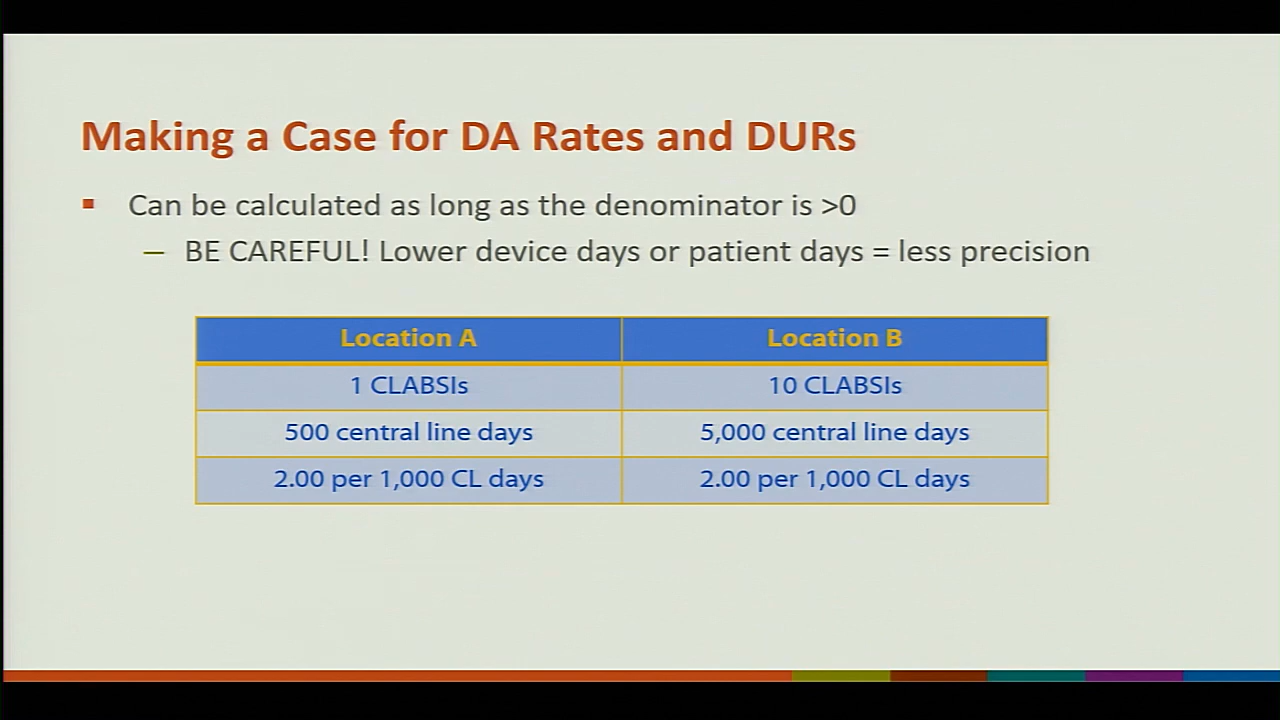 Making a Case for DA Rates and DURs
Can be calculated as long as the denominator is >0
– BE CAREFUL! Lower device days or patient days = less precision
Location A Location B
1 CLABSIs 10 CLABSIs
500 central line days 5,000 central line days
2.00 per 1,000 CL days 2.00 per 1,000 CL days